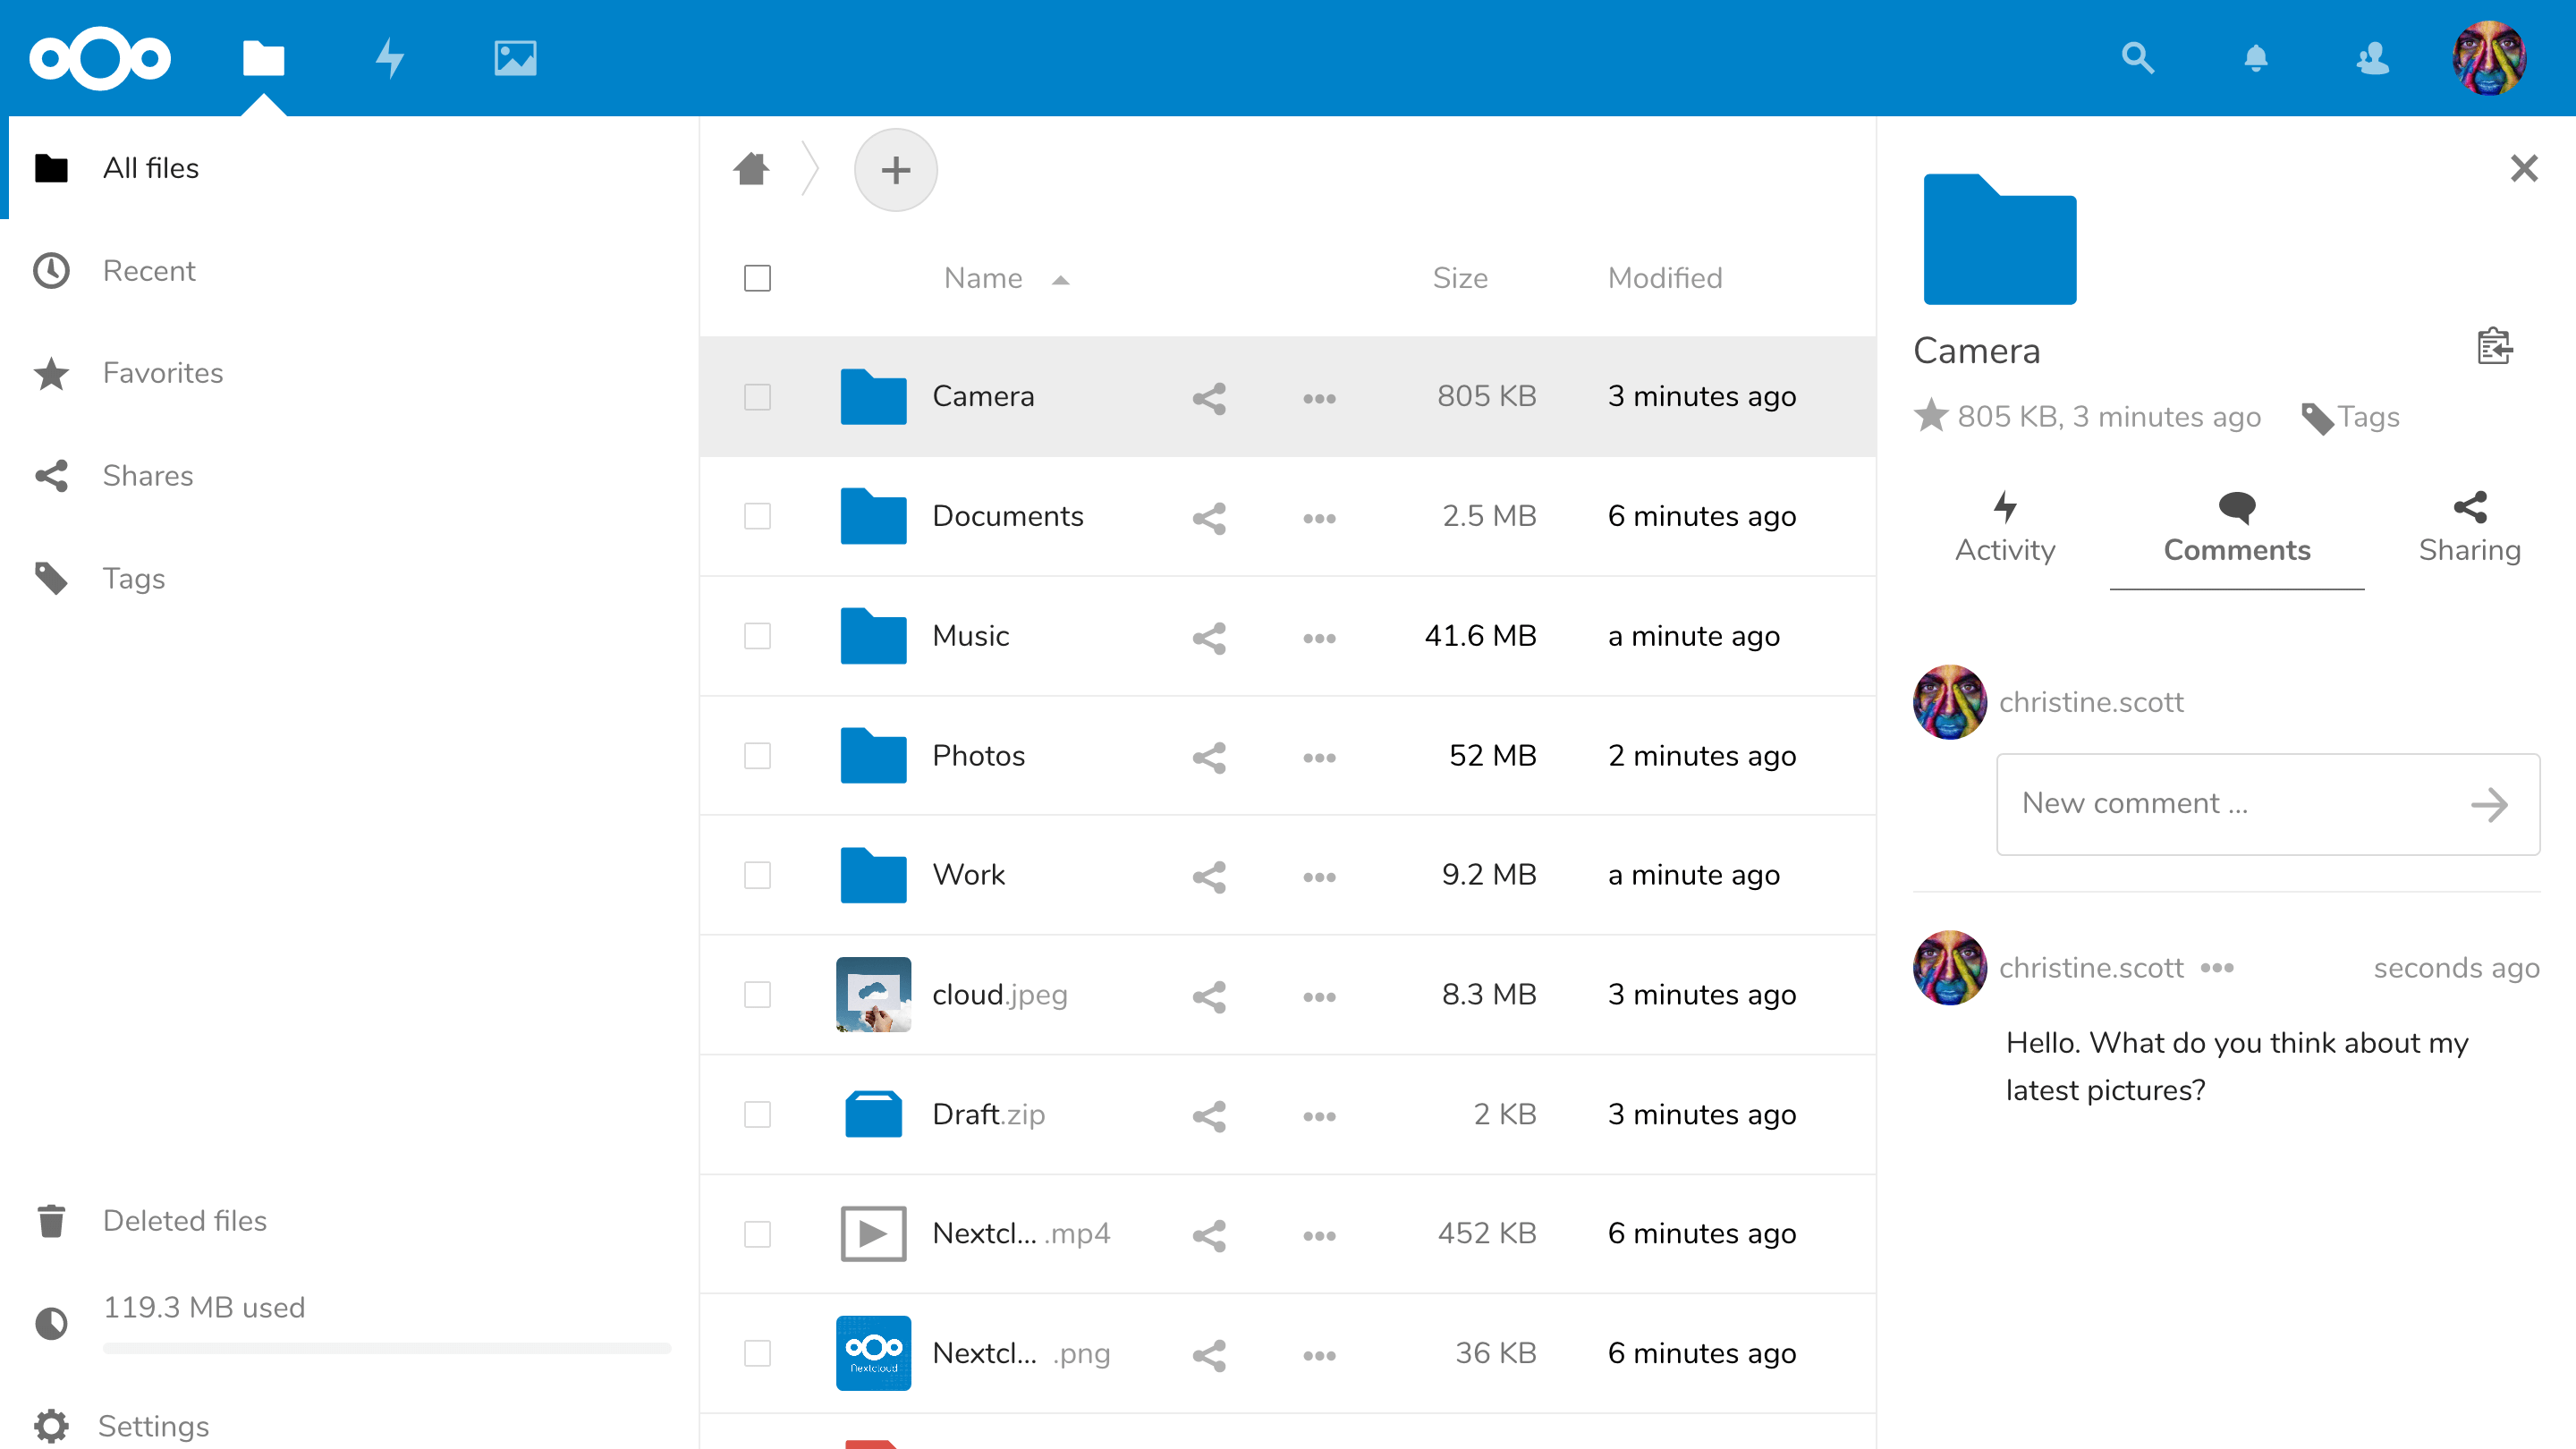 All files
Recent
Favorites
Shares
Tags
Deleted files
119.3 MB used
Settings
Name Size Modified
Camera 805 KB 3 minutes ago
Documents 2.5 MB 6 minutes ago
Music 41.6 MB a minute ago
Photos 52 MB 2 minutes ago
Work 9.2 MB a minute ago
cloud.jpeg 8.3 MB 3 minutes ago
Draft.zip 2 KB 3 minutes ago
Nextcl... .mp4 452 KB 6 minutes ago
Nextcloud
Nextcl... .png 36 KB 6 minutes ago
Camera
805 KB, 3 minutes ago Tags
Activity Comments Sharing
christine.scott
New comment ...
christine.scott seconds ago
Hello. What do you think about my
latest pictures?